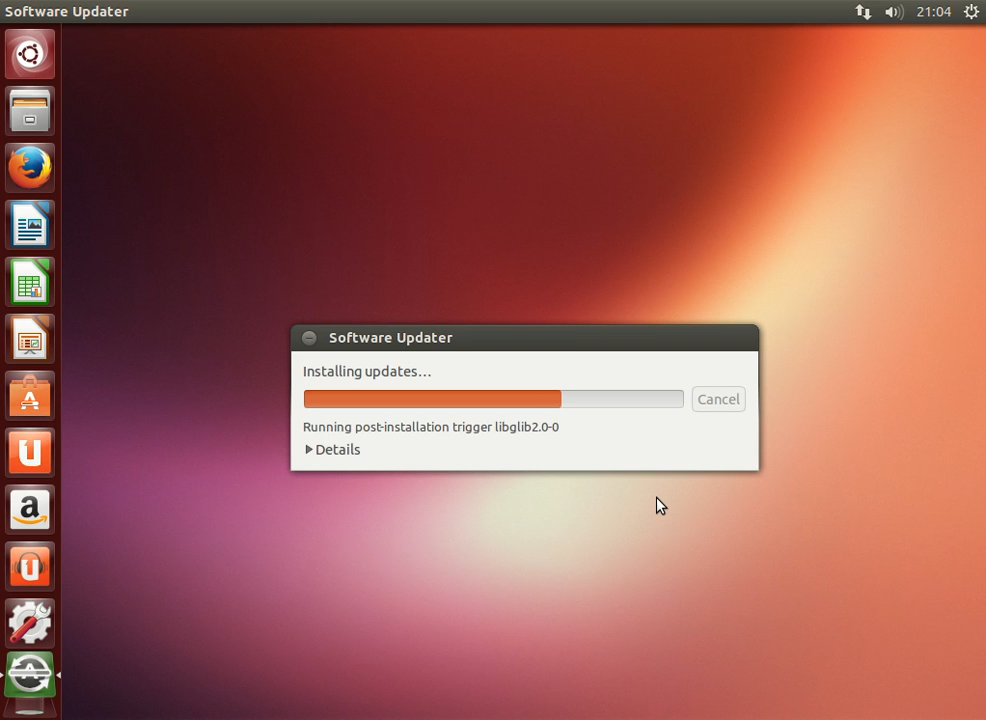 Software Updater
21:04
Software Updater
Installing updates...
Cancel
Running post-installation trigger libglib2.0-0
Details